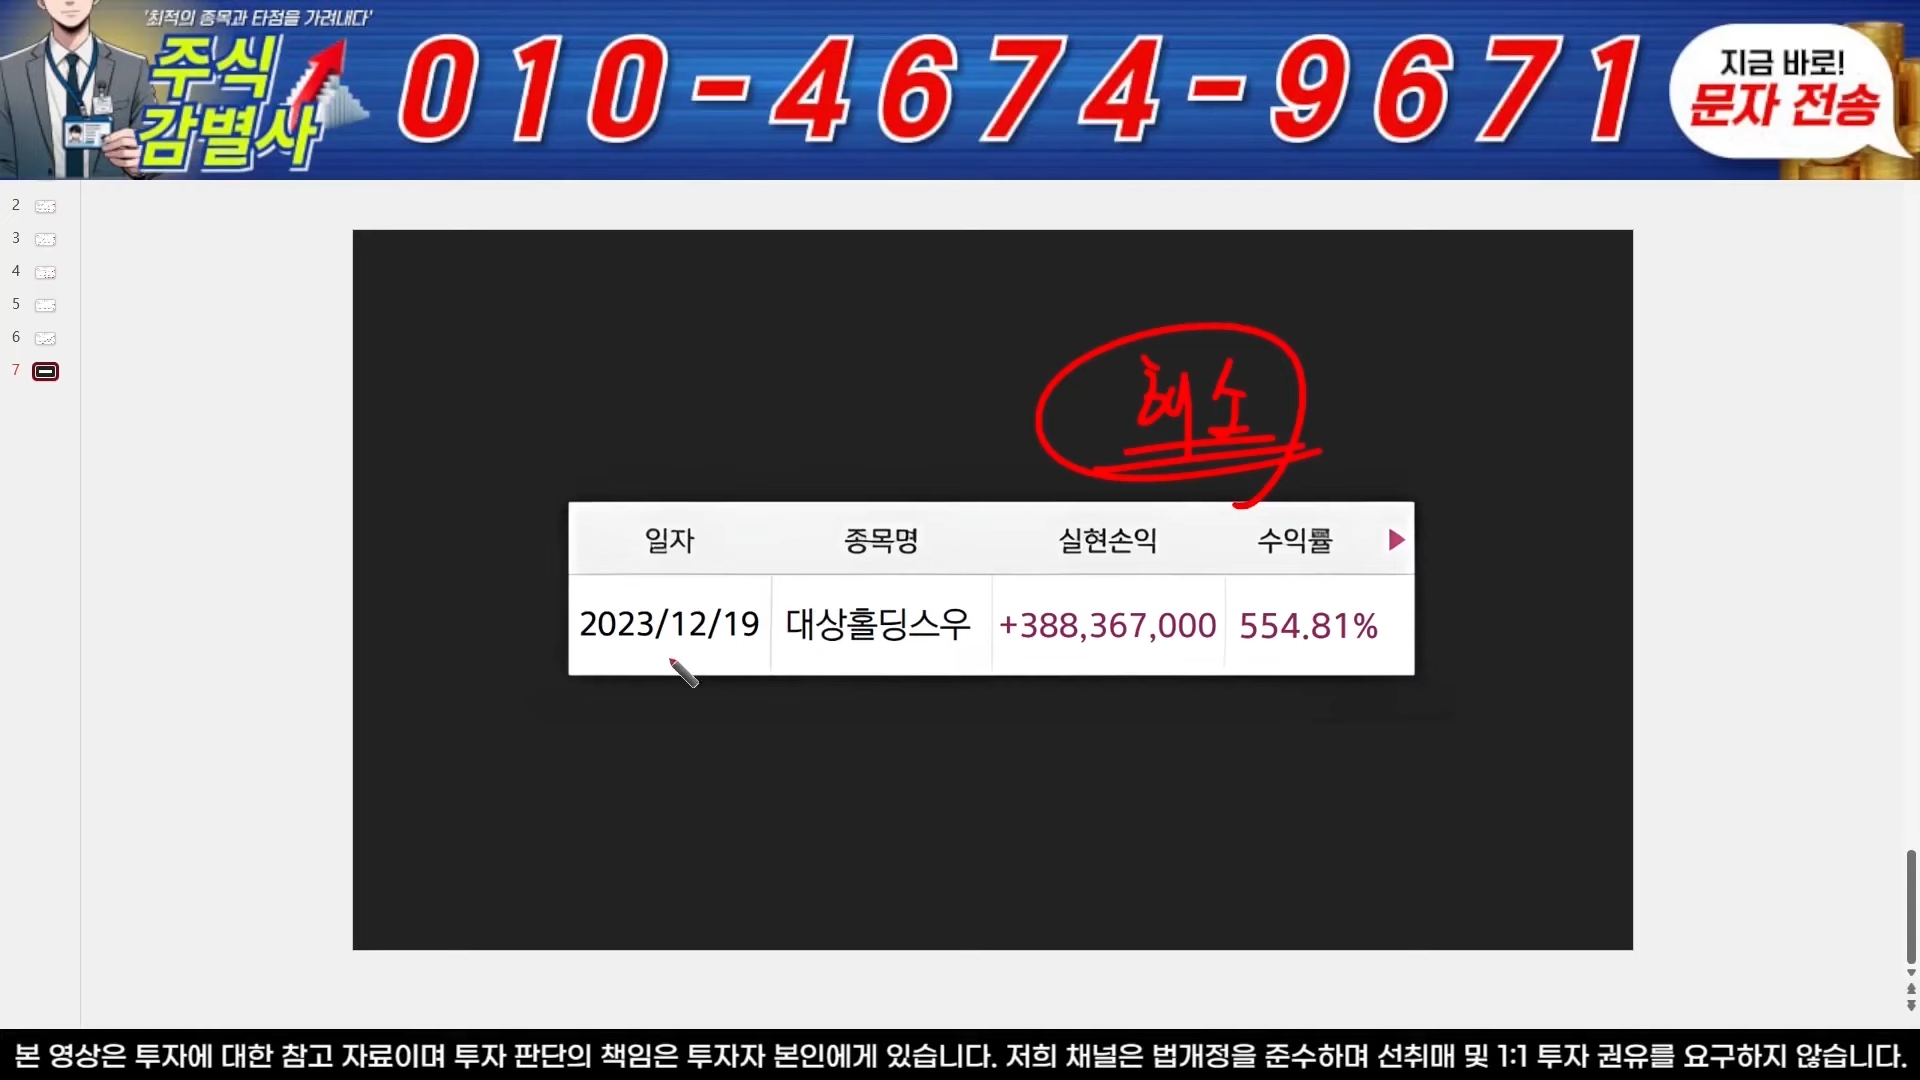 '최적의 종목과 타점을 가려내다'
주식
감별사
010-4674-9671
지금 바로!
문자 전송
2
3
4
5
6
7
해소
일자 종목명 실현손익 수익률
2023/12/19 대상홀딩스우 +388,367,000 554.81%
본 영상은 투자에 대한 참고 자료이며 투자 판단의 책임은 투자자 본인에게 있습니다. 저희 채널은 법개정을 준수하며 선취매 및 1:1 투자 권유를 요구하지 않습니다.